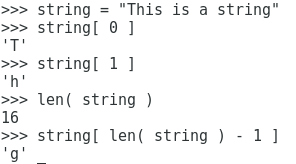 >>> string = "This is a string"
>>> string[ 0 ]
'T'
>>> string[ 1 ]
'h'
>>> len( string )
16
>>> string[ len( string ) - 1 ]
'g' _